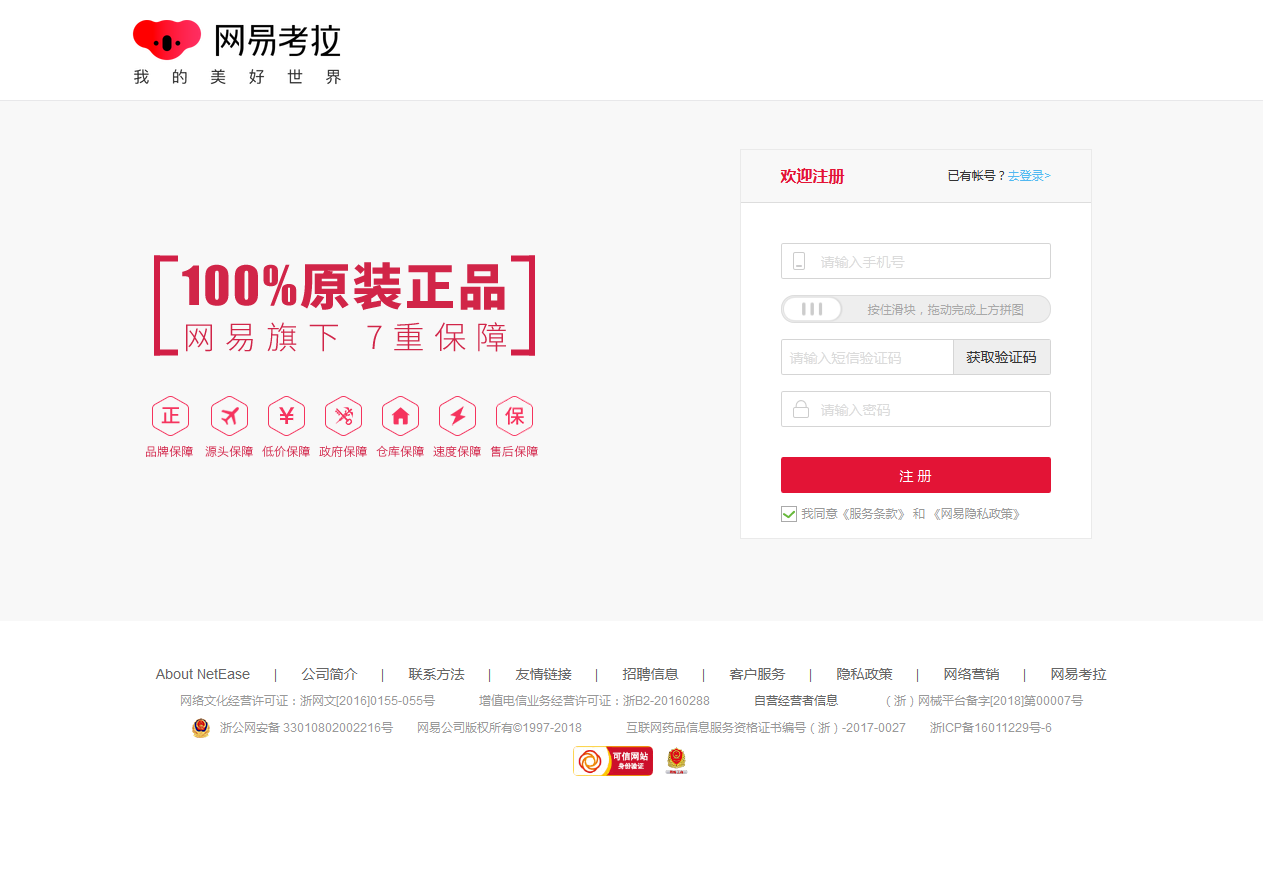 网易考拉
我的美好世界
欢迎注册
已有帐号？去登录>
请输入手机号
按住滑块，拖动完成上方拼图
请输入短信验证码
获取验证码
请输入密码
注 册
我同意《服务条款》 和 《网易隐私政策》
100%原装正品
网易旗下 7重保障
正
¥
保
品牌保障 源头保障 低价保障 政府保障 仓库保障 速度保障 售后保障
About NetEase | 公司简介 | 联系方法 | 友情链接 | 招聘信息 | 客户服务 | 隐私政策 | 网络营销 | 网易考拉
网络文化经营许可证：浙网文[2016]0155-055号 增值电信业务经营许可证：浙B2-20160288 自营经营者信息 （浙）网械平台备字[2018]第00007号
浙公网安备 33010802002216号 网易公司版权所有©1997-2018 互联网药品信息服务资格证书编号（浙）-2017-0027 浙ICP备16011229号-6
可信网站
身份验证